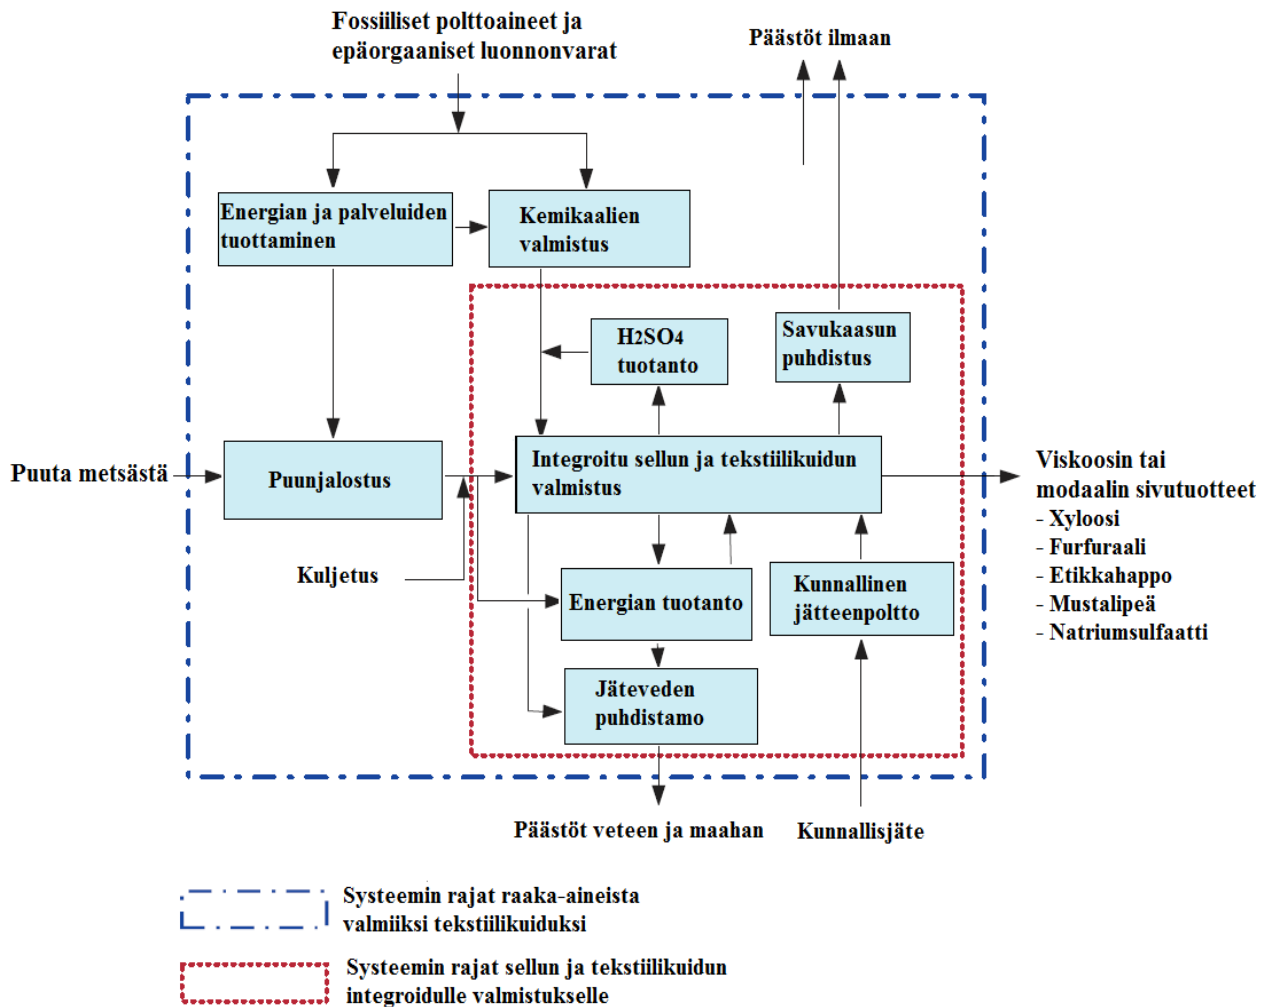 Fossiiliset polttoaineet ja
epäorgaaniset luonnonvarat
Päästöt ilmaan
Energian ja palveluiden
tuottaminen
Kemikaalien
valmistus
H2SO4
tuotanto
Savukaasun
puhdistus
Puuta metsästä
Punjalostus
Integroitu sellun ja tekstiilikuidun
valmistus
Viskoosin tai
modaalin sivutuotteet
- Xyloosi
- Furfuraali
- Etikkahappo
- Mustalipeä
- Natriumsulfaatti
Kuljetus
Energian tuotanto
Kunnallinen
jätteenpoltto
Jäteveden
puhdistamo
Päästöt veteen ja maahan
Kunnallisjäte
Systeemin rajat raaka-aineista
valmiiksi tekstiilikuiduksi
Systeemin rajat sellun ja tekstiilikuidun
integroidulle valmistukselle